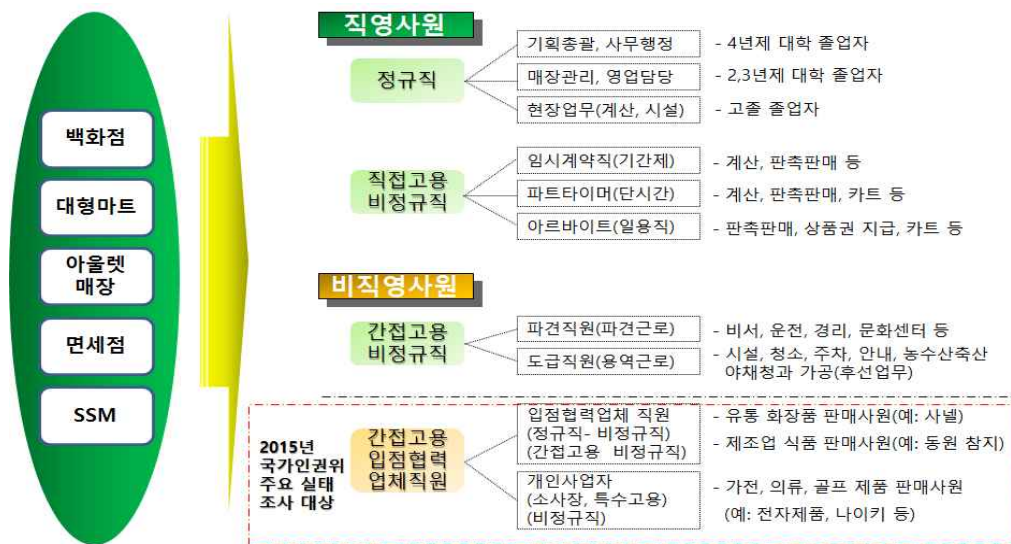 백화점
대형마트
아울렛
매장
면세점
SSM
직영사원
정규직
기획총괄, 사무행정
- 4년제 대학 졸업자
매장관리, 영업담당
- 2,3년제 대학 졸업자
현장업무(계산, 시설)
- 고졸 졸업자
직접고용
비정규직
임시계약직(기간제)
- 계산, 판촉판매 등
파트타이머(단시간)
- 계산, 판촉판매, 카트 등
아르바이트(일용직)
- 판촉판매, 상품권 지급, 카트 등
비직영사원
간접고용
비정규직
파견직원(파견근로)
- 비서, 운전, 경리, 문화센터 등
도급직원(용역근로)
- 시설, 청소, 주차, 안내, 농수산축산
야채청과 가공(후선업무)
2015년
국가인권위
주요 실태
조사 대상
간접고용
입점협력
업체직원
입점협력업체 직원
(정규직- 비정규직)
(간접고용 비정규직)
- 유통 화장품 판매사원(예: 샤넬)
- 제조업 식품 판매사원(예: 동원 참지)
개인사업자
(소사장, 특수고용)
(비정규직)
- 가전, 의류, 골프 제품 판매사원
(예: 전자제품, 나이키 등)